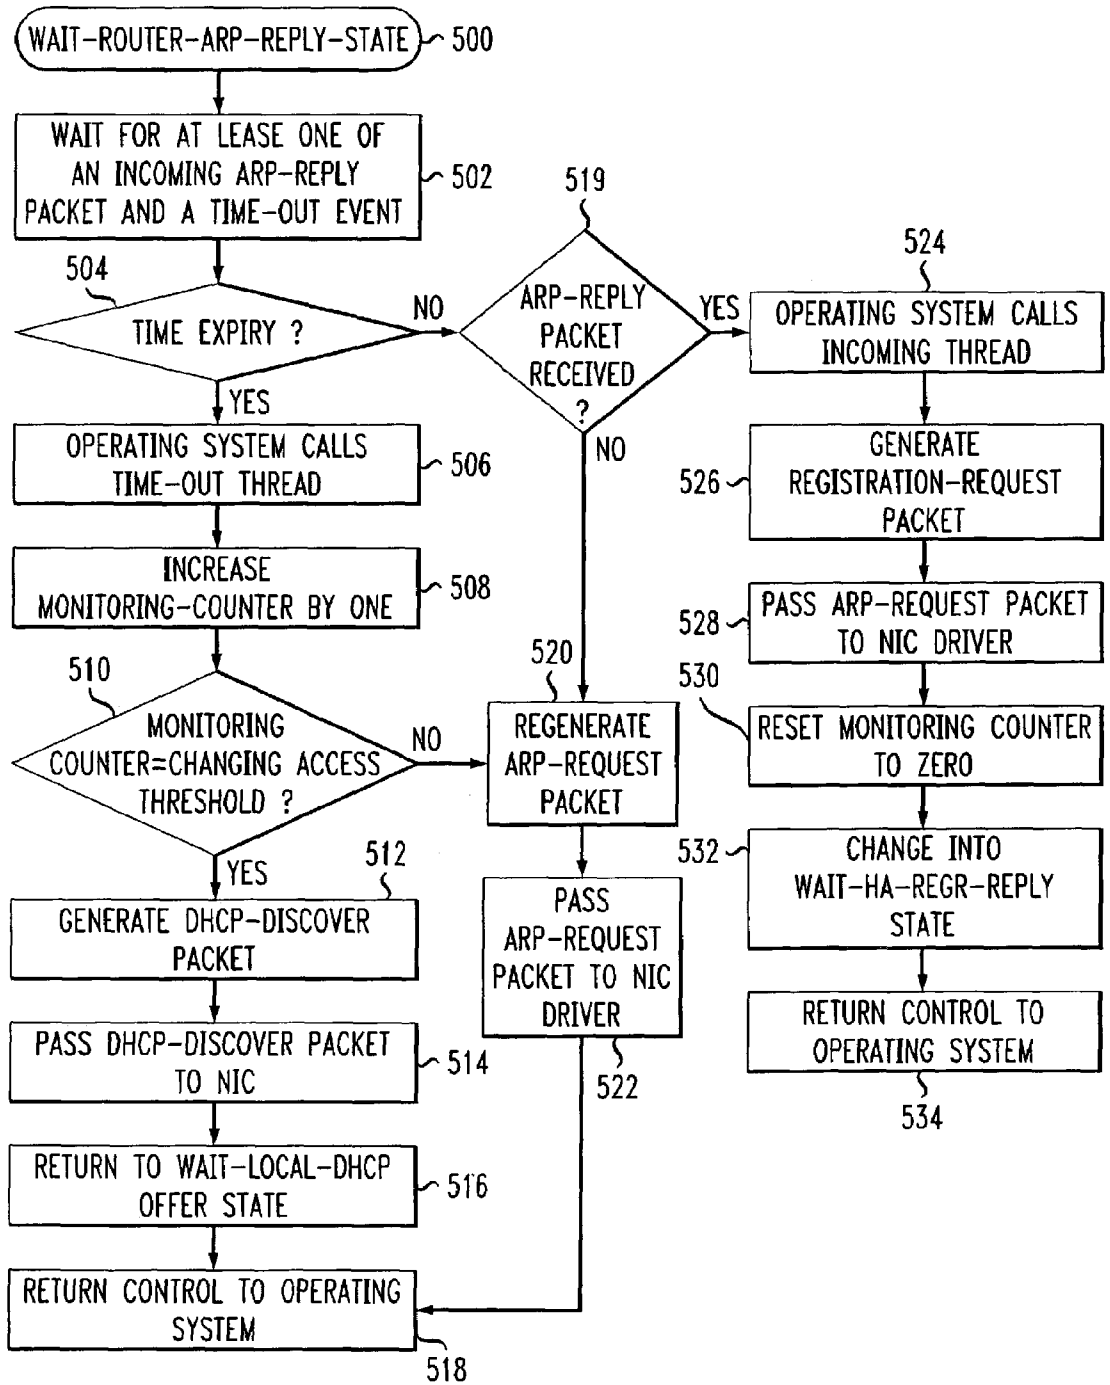 WAIT-ROUTER-ARP-REPLY-STATE
500
WAIT FOR AT LEASE ONE OF
AN INCOMING ARP-REPLY
PACKET AND A TIME-OUT EVENT
502
504
TIME EXPIRY ?
NO
YES
OPERATING SYSTEM CALLS
TIME-OUT THREAD
506
INCREASE
MONITORING-COUNTER BY ONE
508
510
MONITORING
COUNTER=CHANGING ACCESS
THRESHOLD ?
NO
YES
512
GENERATE DHCP-DISCOVER
PACKET
PASS DHCP-DISCOVER PACKET
TO NIC
514
RETURN TO WAIT-LOCAL-DHCP
OFFER STATE
516
RETURN CONTROL TO OPERATING
SYSTEM
518
519
ARP-REPLY
PACKET
RECEIVED
?
YES
NO
520
REGENERATE
ARP-REQUEST
PACKET
PASS
ARP-REQUEST
PACKET TO NIC
DRIVER
522
524
OPERATING SYSTEM CALLS
INCOMING THREAD
GENERATE
REGISTRATION-REQUEST
PACKET
526
PASS ARP-REQUEST PACKET
TO NIC DRIVER
528
530
RESET MONITORING COUNTER
TO ZERO
532
CHANGE INTO
WAIT-HA-REGR-REPLY
STATE
RETURN CONTROL TO
OPERATING SYSTEM
534